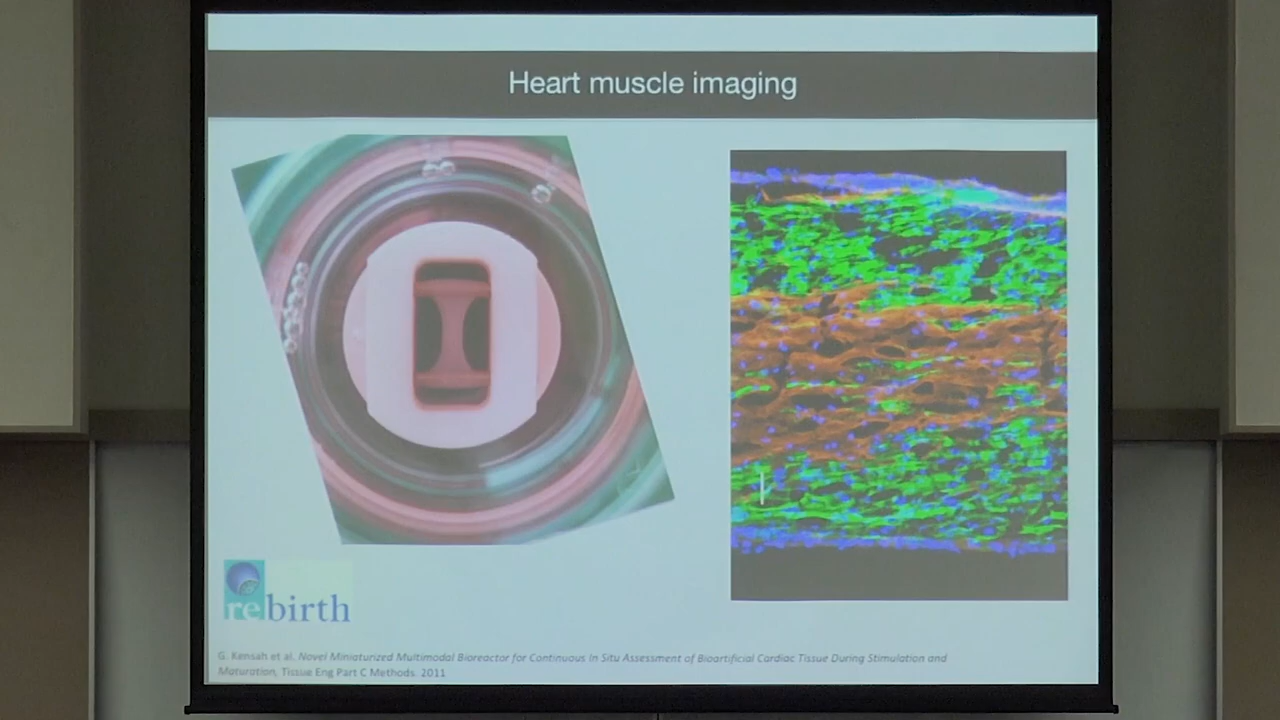 Heart muscle imaging
rebirth
G. Kensah et al. Novel Miniaturized Multimodal Bioreactor for Continuous In Situ Assessment of Bioartificial Cardiac Tissue During Stimulation and
Maturation, Tissue Eng Part C Methods. 2011